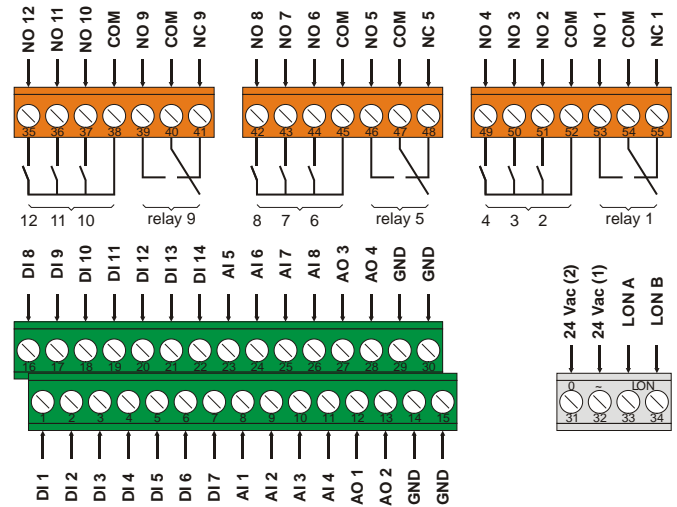 NO 12 NO 11 NO 10 COM NO 9 COM NC 9
35 36 37 38 39 40 41
12 11 10 relay 9
NO 8 NO 7 NO 6 COM NO 5 COM NC 5
42 43 44 45 46 47 48
8 7 6 relay 5
NO 4 NO 3 NO 2 COM NO 1 COM NC 1
49 50 51 52 53 54 55
4 3 2 relay 1
DI 8 DI 9 DI 10 DI 11 DI 12 DI 13 DI 14 AI 5 AI 6 AI 7 AI 8 AO 3 AO 4 GND GND
16 17 18 19 20 21 22 23 24 25 26 27 28 29 30
1 2 3 4 5 6 7 8 9 10 11 12 13 14 15
DI 1 DI 2 DI 3 DI 4 DI 5 DI 6 DI 7 AI 1 AI 2 AI 3 AI 4 AO 1 AO 2 GND GND
24 Vac (2) 24 Vac (1) LON A LON B
0 ~ LON
31 32 33 34